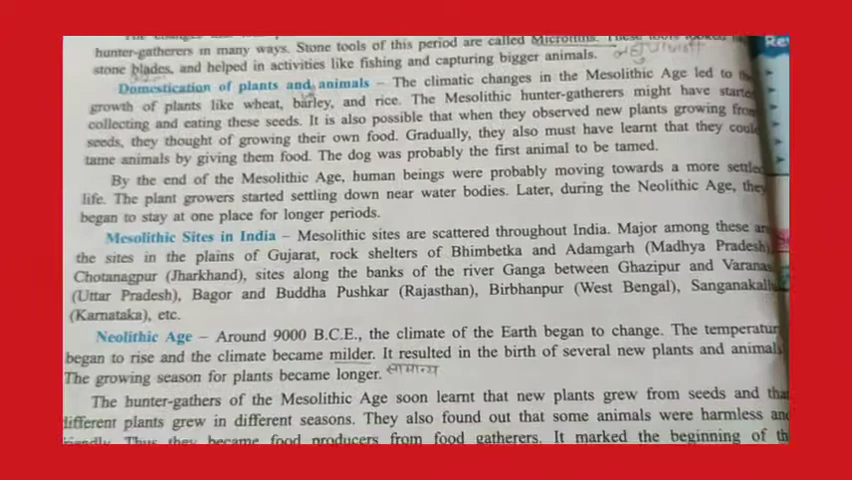 hunter-gatherers in many ways. Stone tools of this period are called Microliths. These tools looked
stone blades, and helped in activities like fishing and capturing bigger animals.
Domestication of plants and animals – The climatic changes in the Mesolithic Age led to the
growth of plants like wheat, barley, and rice. The Mesolithic hunter-gatherers might have starte
collecting and eating these seeds. It is also possible that when they observed new plants growing from
seeds, they thought of growing their own food. Gradually, they also must have learnt that they coul
tame animals by giving them food. The dog was probably the first animal to be tamed.
By the end of the Mesolithic Age, human beings were probably moving towards a more settled
life. The plant growers started settling down near water bodies. Later, during the Neolithic Age, they
began to stay at one place for longer periods.
Mesolithic Sites in India – Mesolithic sites are scattered throughout India. Major among these are
the sites in the plains of Gujarat, rock shelters of Bhimbetka and Adamgarh (Madhya Pradesh)
Chotanagpur (Jharkhand), sites along the banks of the river Ganga between Ghazipur and Varanas
(Uttar Pradesh), Bagor and Buddha Pushkar (Rajasthan), Birbhanpur (West Bengal), Sanganakall
(Karnataka), etc.
Neolithic Age – Around 9000 B.C.E., the climate of the Earth began to change. The temperatur
began to rise and the climate became milder. It resulted in the birth of several new plants and animal
The growing season for plants became longer. सामान्य
The hunter-gathers of the Mesolithic Age soon learnt that new plants grew from seeds and that
different plants grew in different seasons. They also found out that some animals were harmless and
friendly. Thus they became food producers from food gatherers. It marked the beginning of th
Re